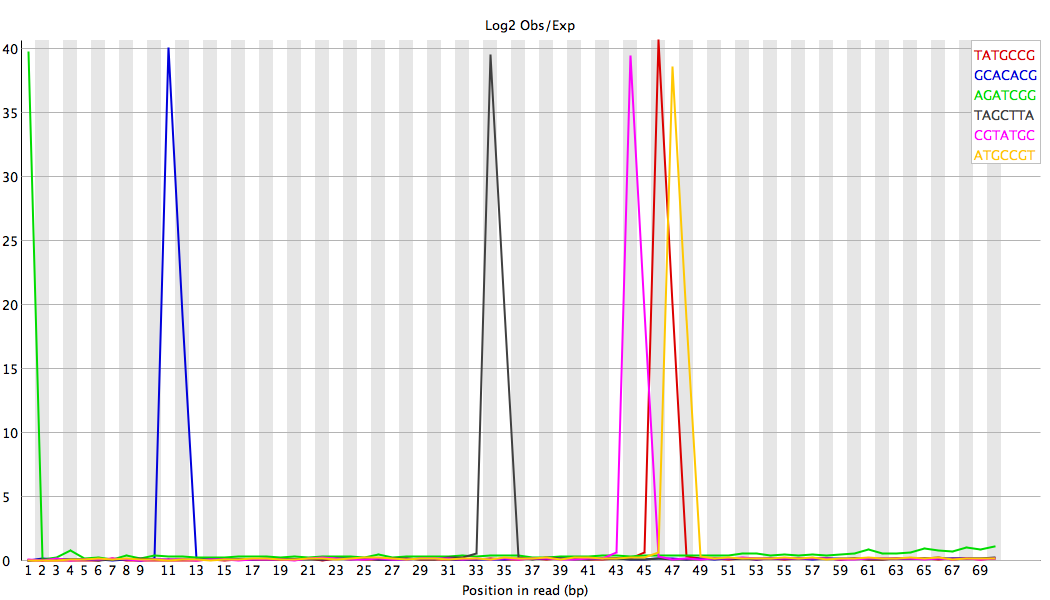 Log2 Obs/Exp
40
35
30
25
20
15
10
5
0
TATGCCG
GCACACG
AGATCGG
TAGCTTA
CGTATGC
ATGCCGT
1 2 3 4 5 6 7 8 9 11 13 15 17 19 21 23 25 27 29 31 33 35 37 39 41 43 45 47 49 51 53 55 57 59 61 63 65 67 69
Position in read (bp)